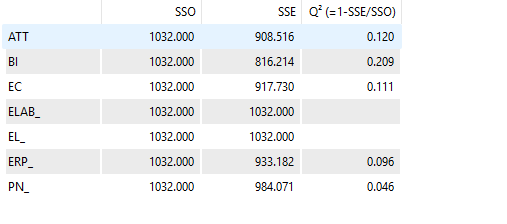 SSO SSE Q² (=1-SSE/SSO)
ATT 1032.000 908.516 0.120
BI 1032.000 816.214 0.209
EC 1032.000 917.730 0.111
ELAB_ 1032.000 1032.000
EL_ 1032.000 1032.000
ERP_ 1032.000 933.182 0.096
PN_ 1032.000 984.071 0.046